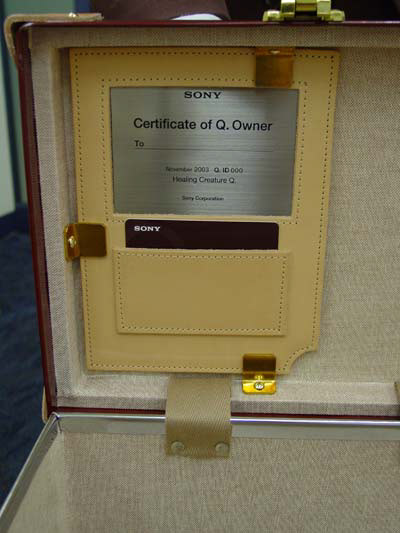 SONY
Certificate of Q. Owner
To
November 2003 · Q. ID 000
Healing Creature Q.
Sony Corporation
SONY